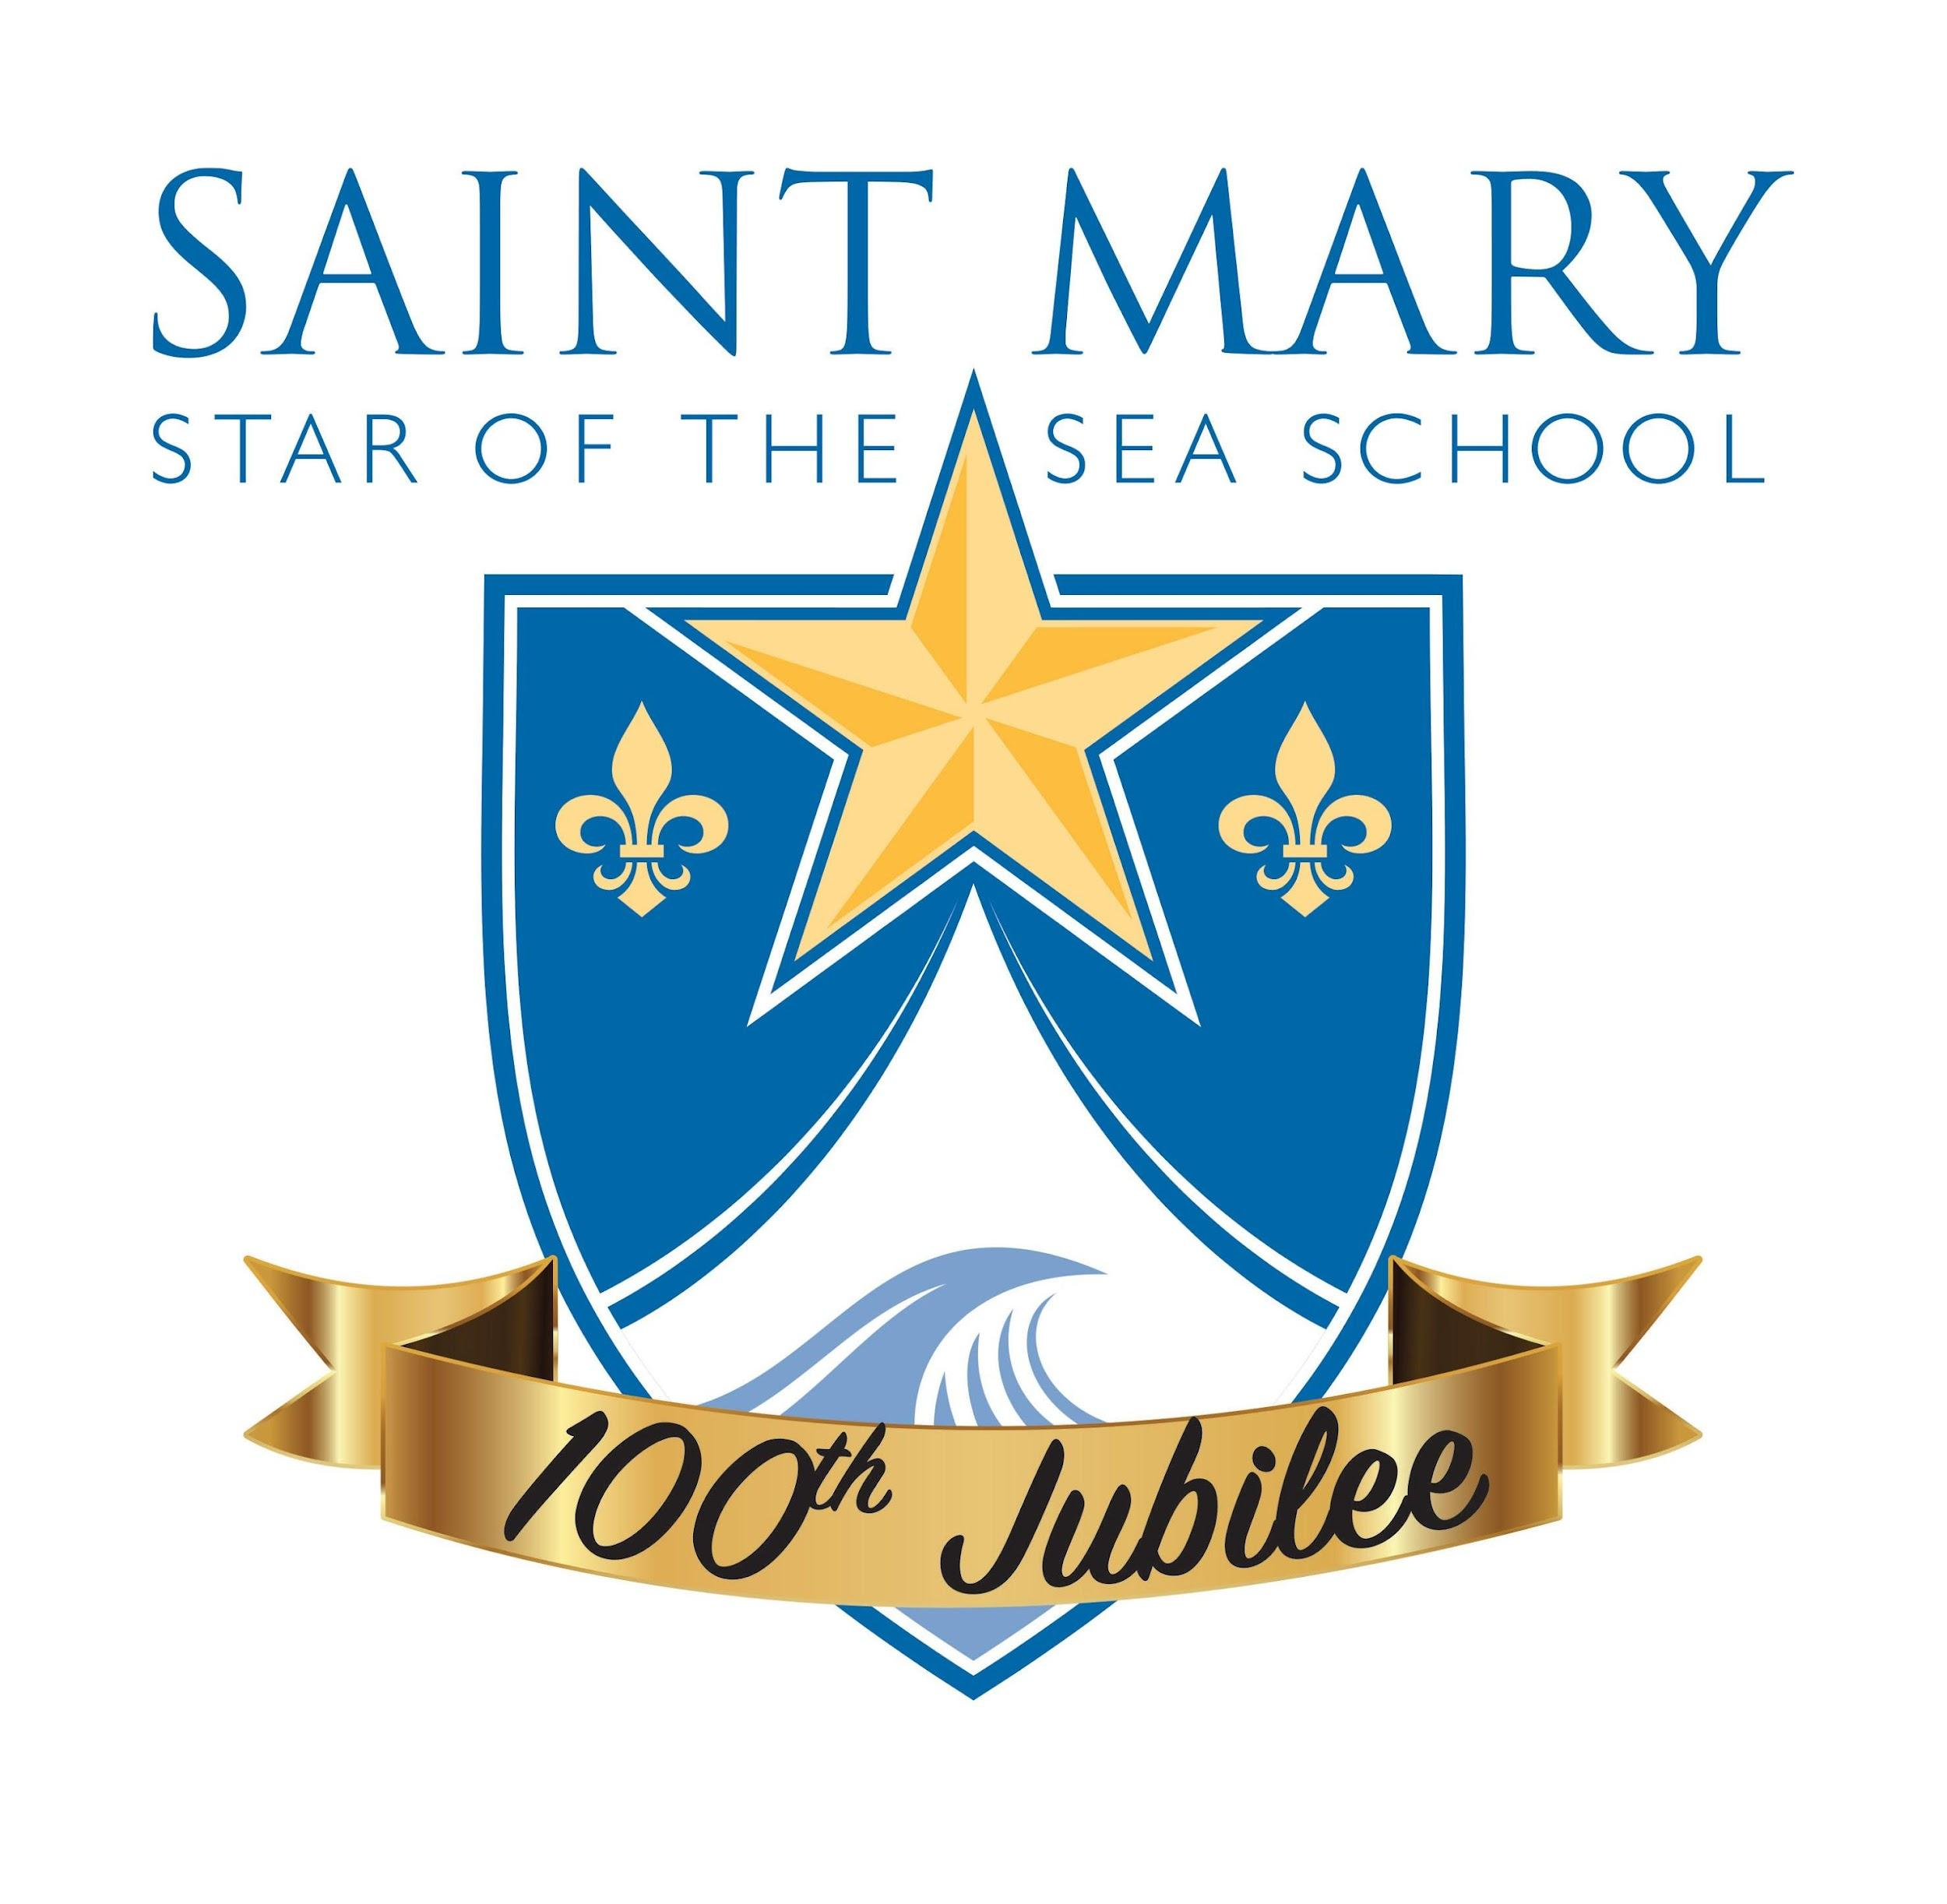 SAINT MARY
STAR OF THE SEA SCHOOL
100th Jubilee